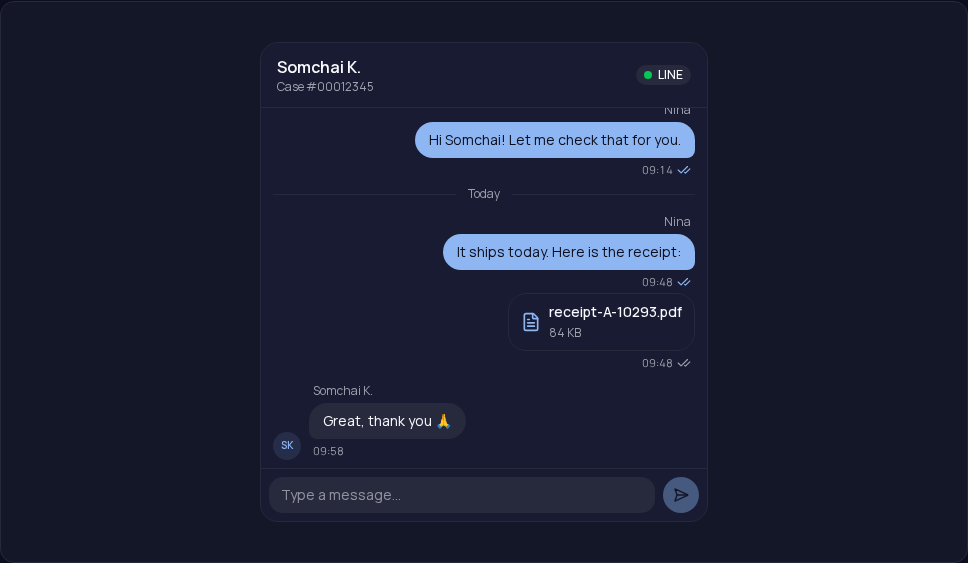 Somchai K.
Case #00012345
LINE
Nina
Hi Somchai! Let me check that for you.
09:14
Today
Nina
It ships today. Here is the receipt:
09:48
receipt-A-10293.pdf
84 KB
09:48
Somchai K.
Great, thank you 🙏
SK
09:58
Type a message...